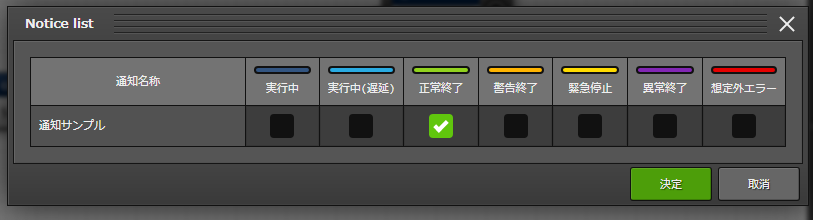 Notice list
通知名称
実行中
実行中(遅延)
正常終了
警告終了
緊急停止
異常終了
想定外エラー
通知サンプル
決定
取消